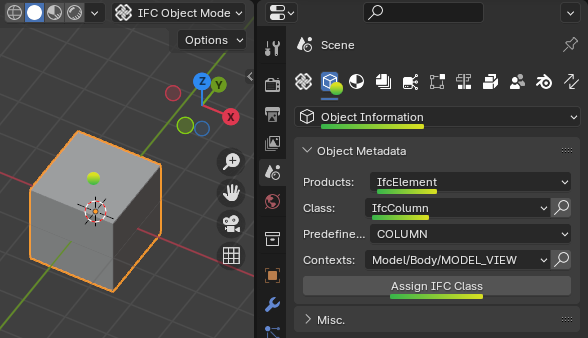 IFC Object Mode
Options
Z
Y
X
Scene
Object Information
Object Metadata
Products: IfcElement
Class: IfcColumn
Predefine... COLUMN
Contexts: Model/Body/MODEL_VIEW
Assign IFC Class
Misc.